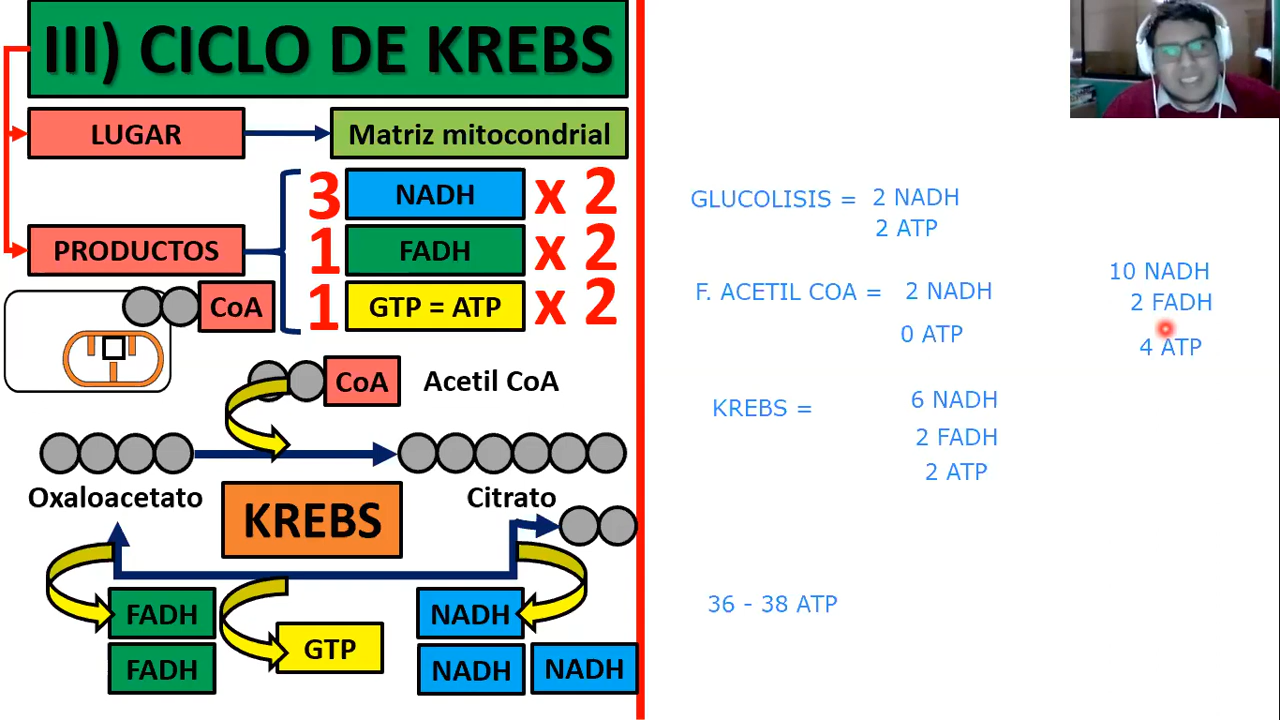 III) CICLO DE KREBS
LUGAR
Matriz mitocondrial
3 NADH x 2
PRODUCTOS
1 FADH x 2
1 GTP = ATP x 2
CoA
CoA
Acetil CoA
Oxaloacetato
Citrato
KREBS
FADH
GTP
NADH
FADH
NADH
NADH
GLUCOLISIS = 2 NADH
2 ATP
F. ACETIL COA = 2 NADH
0 ATP
KREBS = 6 NADH
2 FADH
2 ATP
10 NADH
2 FADH
4 ATP
36 - 38 ATP